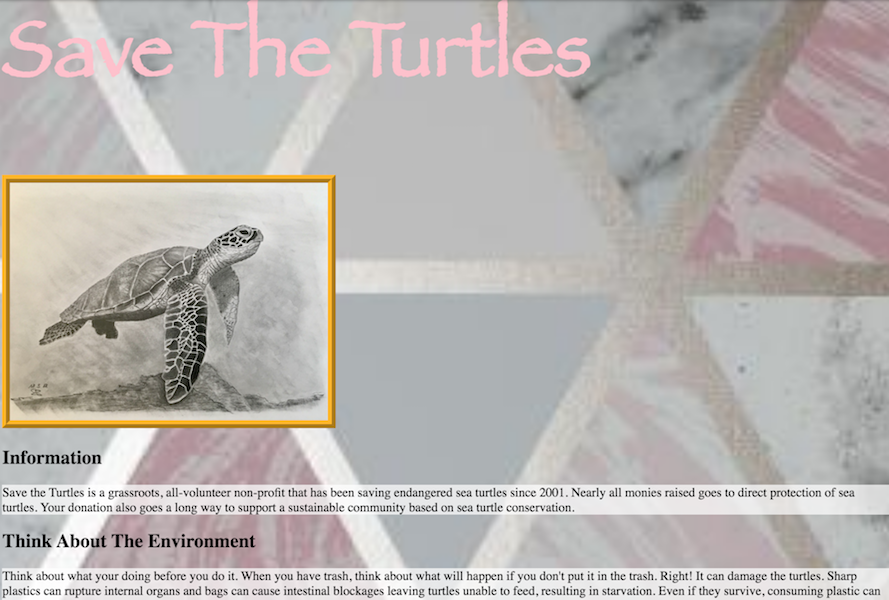 Save The Turtles
Information
Save the Turtles is a grassroots, all-volunteer non-profit that has been saving endangered sea turtles since 2001. Nearly all monies raised goes to direct protection of sea
turtles. Your donation also goes a long way to support a sustainable community based on sea turtle conservation.
Think About The Environment
Think about what your doing before you do it. When you have trash, think about what will happen if you don't put it in the trash. Right! It can damage the turtles. Sharp
plastics can rupture internal organs and bags can cause intestinal blockages leaving turtles unable to feed, resulting in starvation. Even if they survive, consuming plastic can